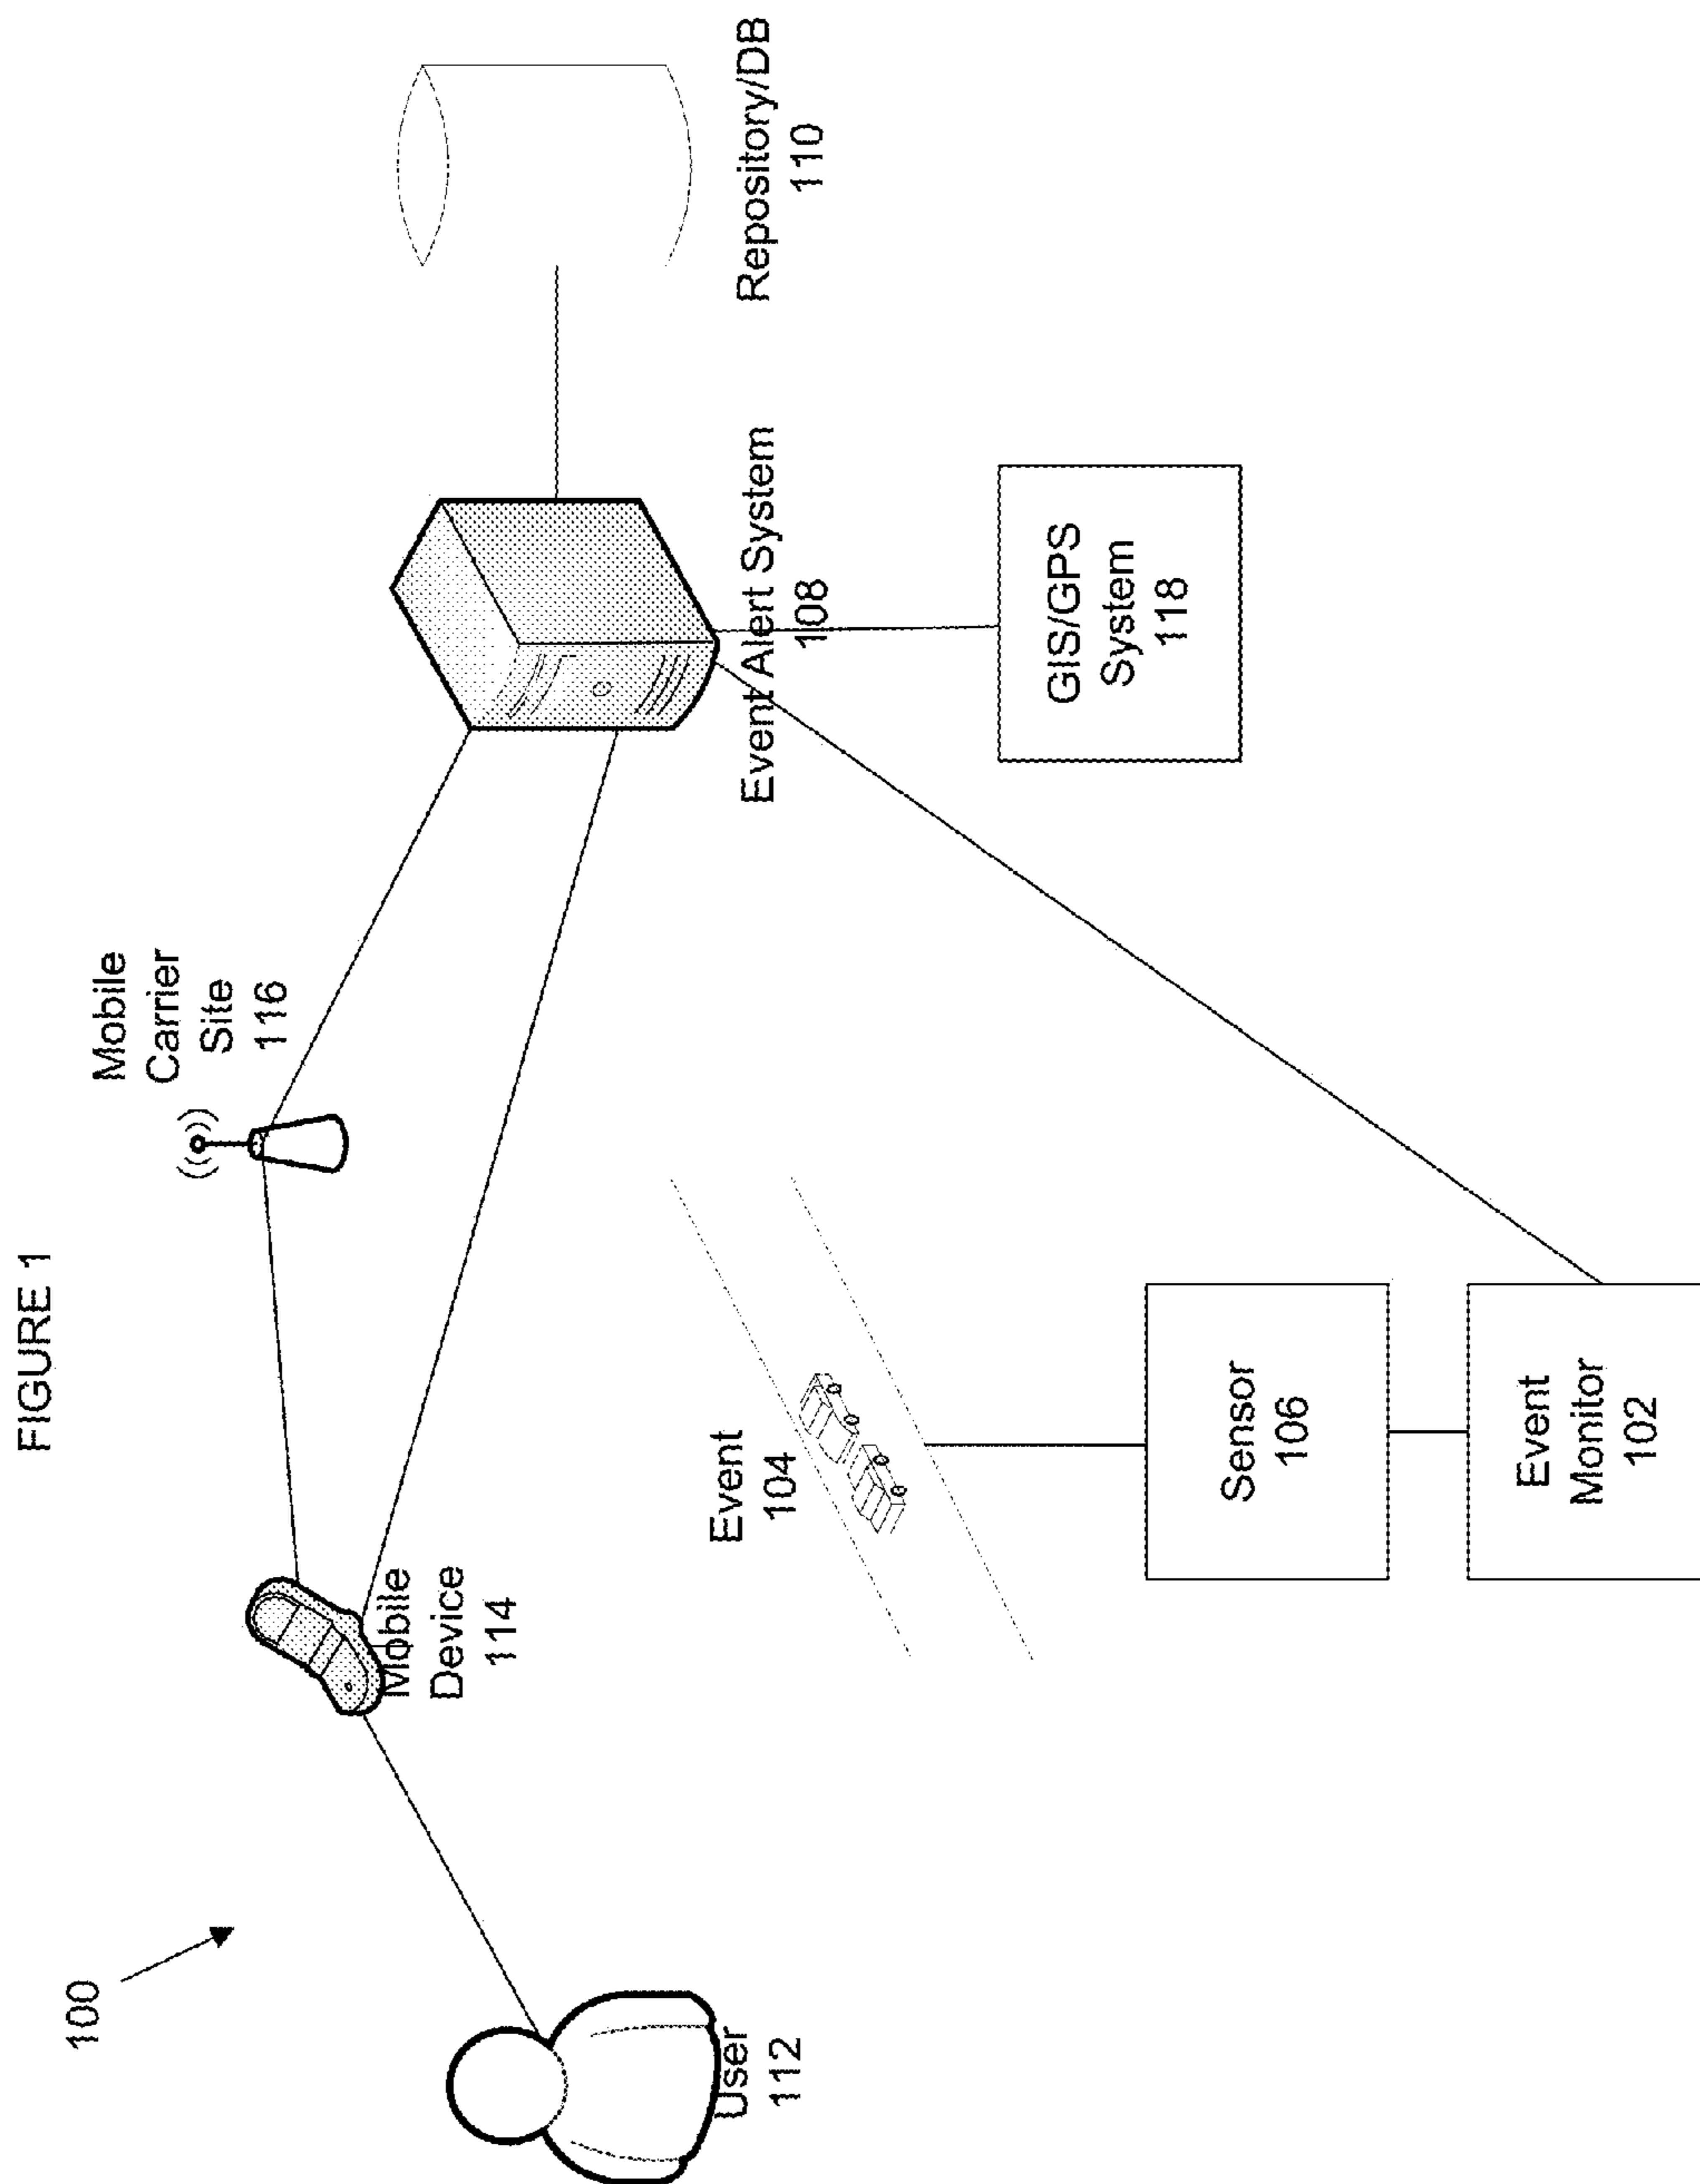 FIGURE 1
100
Mobile
Carrier
Site
116
Mobile
Device
114
User
112
Event
104
Event Alert System
108
Repository/DB
110
Sensor
106
Event
Monitor
102
GIS/GPS
System
118